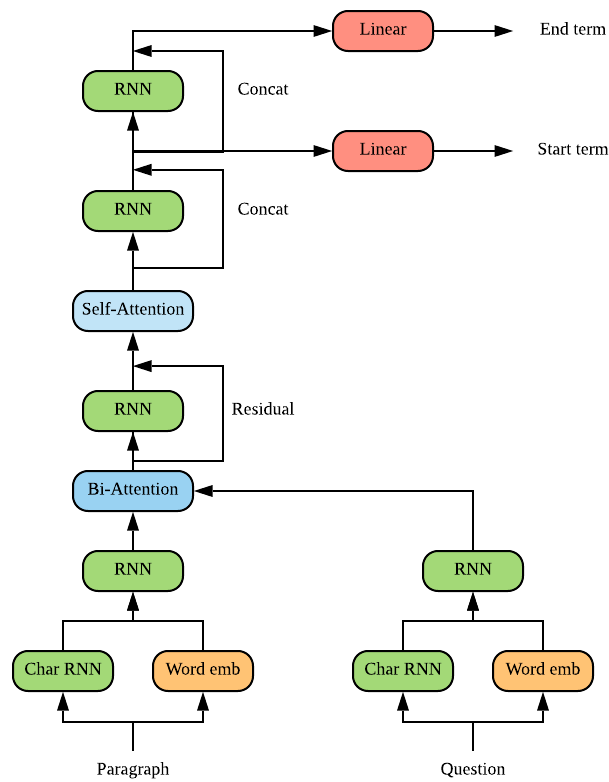 Linear
End term
RNN
Concat
Linear
Start term
RNN
Concat
Self-Attention
RNN
Residual
Bi-Attention
RNN
RNN
Char RNN
Word emb
Char RNN
Word emb
Paragraph
Question